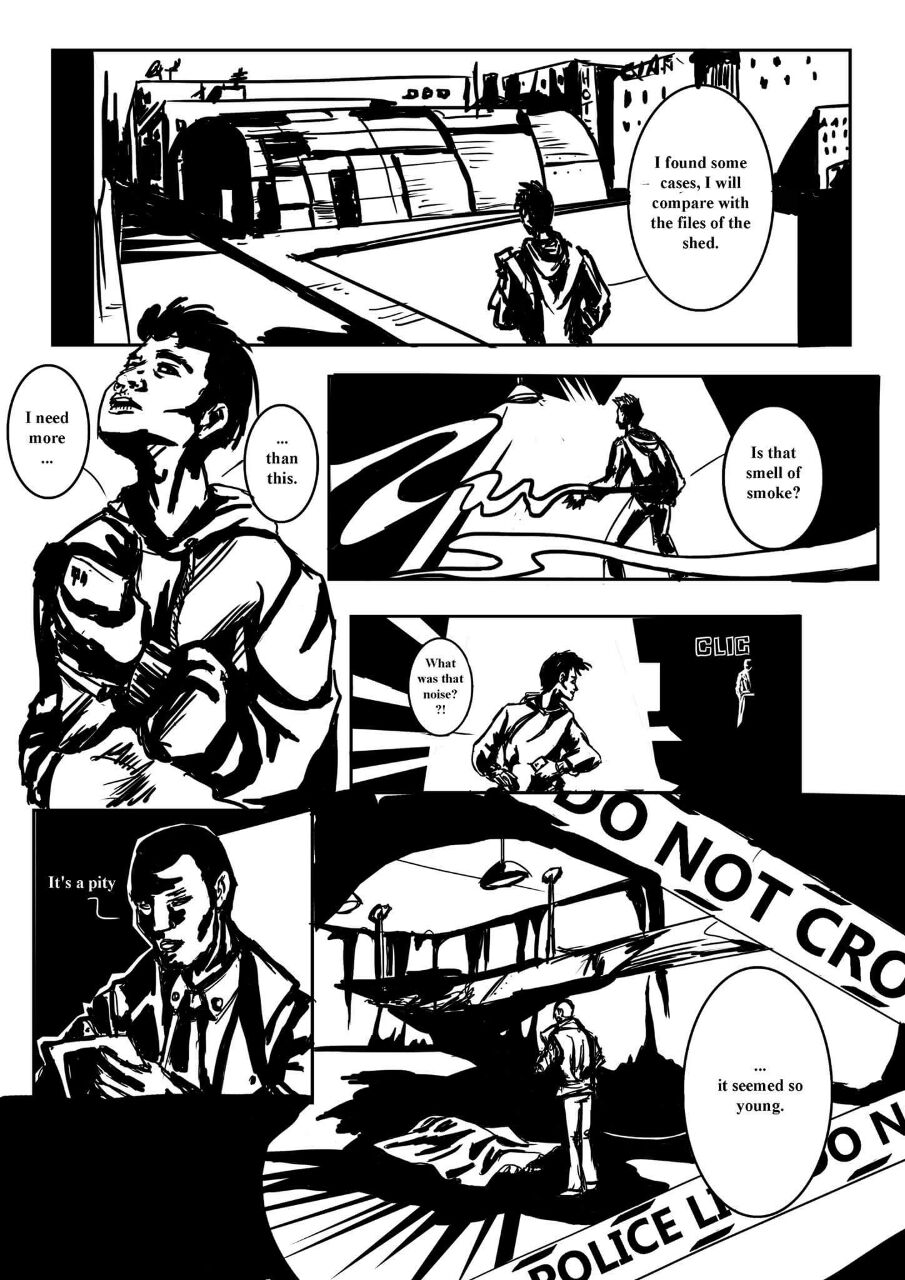 HOT
I found some
cases, I will
compare with
the files of the
shed.
I need
more
...
...
than
this.
Is that
smell of
smoke?
What
was that
noise?
?!
CLIC
It's a pity
DO NOT CRO
...
it seemed so
young.
DO N
POLICE LI